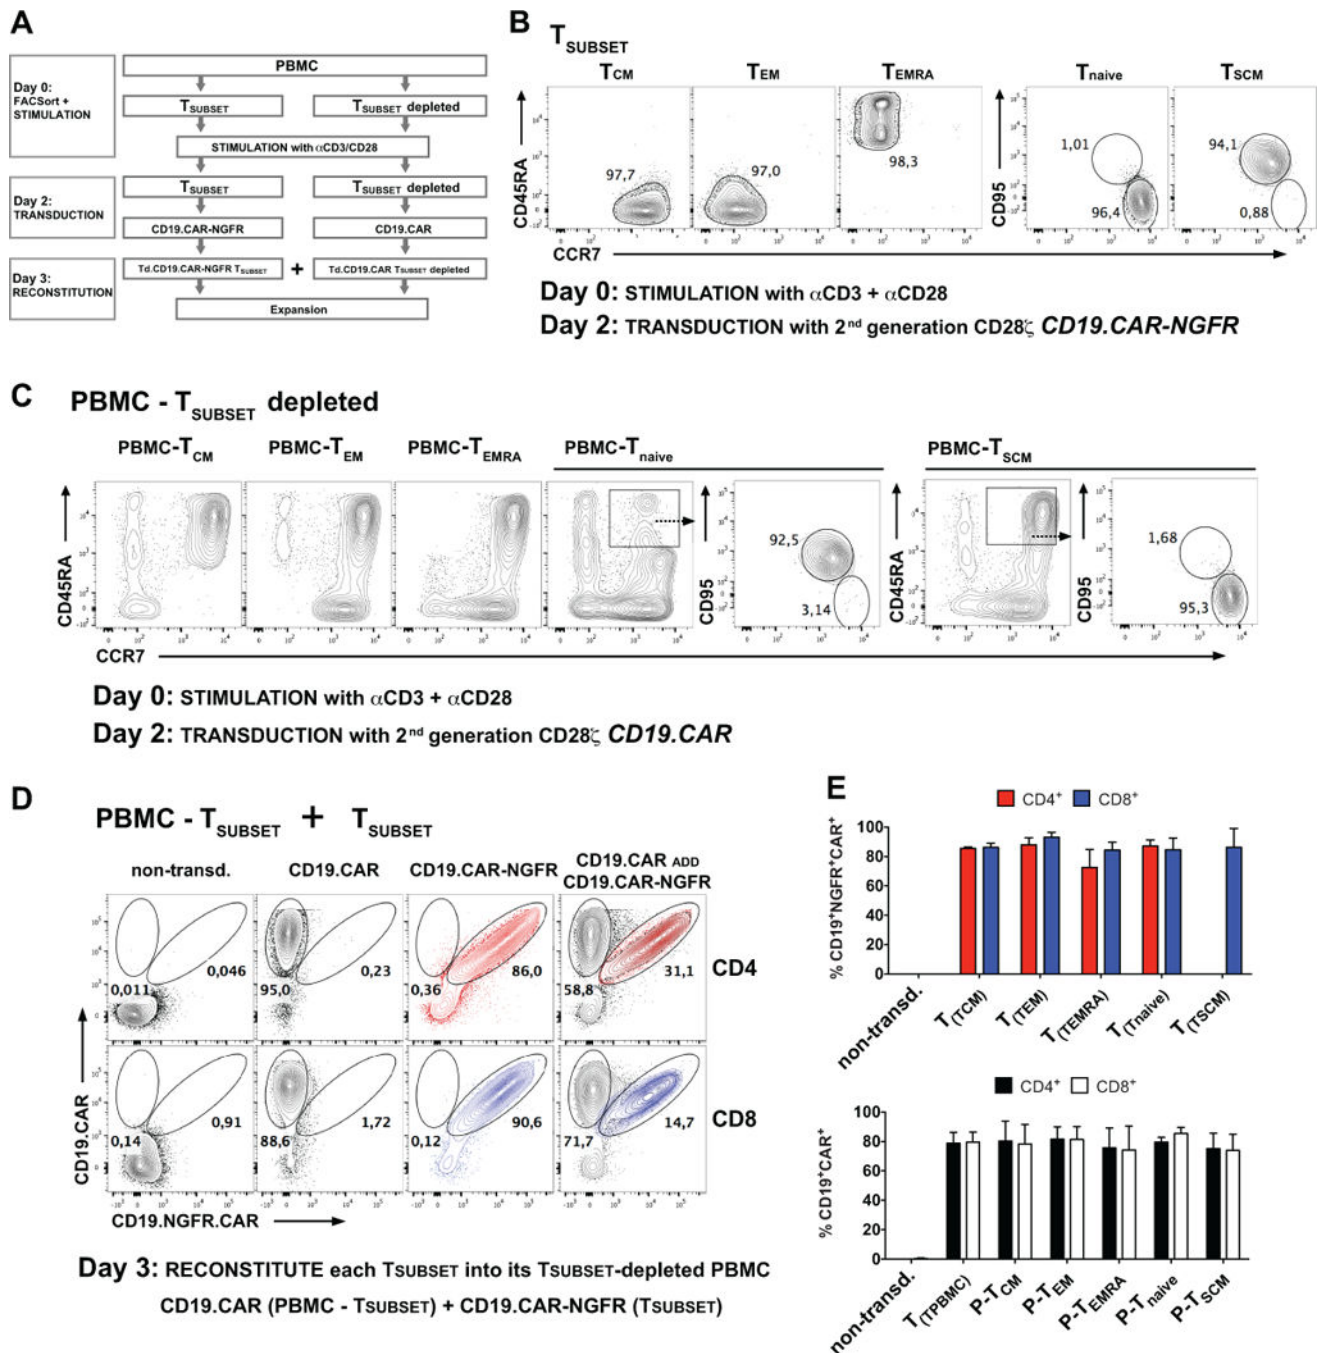 A
Day 0:
FACSort +
STIMULATION
PBMC
TSUBSET
TSUBSET depleted
STIMULATION with αCD3/CD28
Day 2:
TRANSDUCTION
TSUBSET
TSUBSET depleted
CD19.CAR-NGFR
CD19.CAR
Day 3:
RECONSTITUTION
Td.CD19.CAR-NGFR TSUBSET
+
Td.CD19.CAR TSUBSET depleted
Expansion
B
TSUBSET
TCM
TEM
TEMRA
Tnaive
TSCM
CD45RA
97,7
97,0
98,3
CD95
1,01
96,4
94,1
0,88
CCR7
Day 0: STIMULATION with αCD3 + αCD28
Day 2: TRANSDUCTION with 2nd generation CD28ζ CD19.CAR-NGFR
C
PBMC - TSUBSET depleted
PBMC-TCM
PBMC-TEM
PBMC-TEMRA
PBMC-Tnaive
PBMC-TSCM
CD45RA
CD95
92,5
3,14
CD45RA
CD95
1,68
95,3
CCR7
Day 0: STIMULATION with αCD3 + αCD28
Day 2: TRANSDUCTION with 2nd generation CD28ζ CD19.CAR
D
PBMC - TSUBSET + TSUBSET
non-transd.
CD19.CAR
CD19.CAR-NGFR
CD19.CAR ADD
CD19.CAR-NGFR
0,011
0,046
95,0
0,23
0,36
86,0
58,8
31,1
CD4
0,14
0,91
88,6
1,72
0,12
90,6
71,7
14,7
CD8
CD19.CAR
CD19.NGFR.CAR
Day 3: RECONSTITUTE each TSUBSET into its TSUBSET-depleted PBMC
CD19.CAR (PBMC - TSUBSET) + CD19.CAR-NGFR (TSUBSET)
E
CD4+
CD8+
% CD19+NGFR+CAR+
100
80
60
40
20
0
non-transd.
T(TCM)
T(TEM)
T(TEMRA)
T(Tnaive)
T(TSCM)
CD4+
CD8+
% CD19+CAR+
100
80
60
40
20
0
non-transd.
T(TPBMC)
P-TCM
P-TEM
P-TEMRA
P-Tnaive
P-TSCM